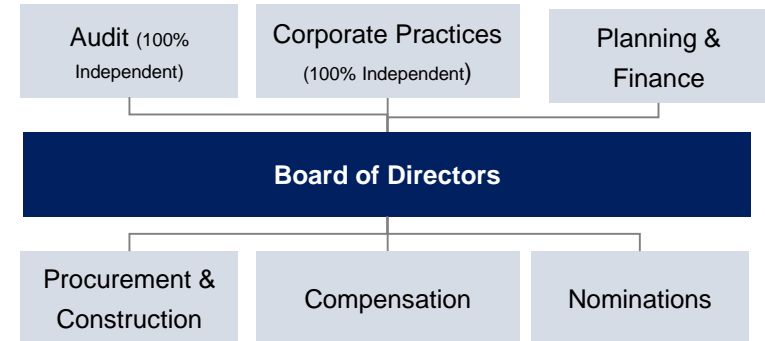 Audit (100%
Independent)
Corporate Practices
(100% Independent)
Planning &
Finance
Board of Directors
Procurement &
Construction
Compensation
Nominations